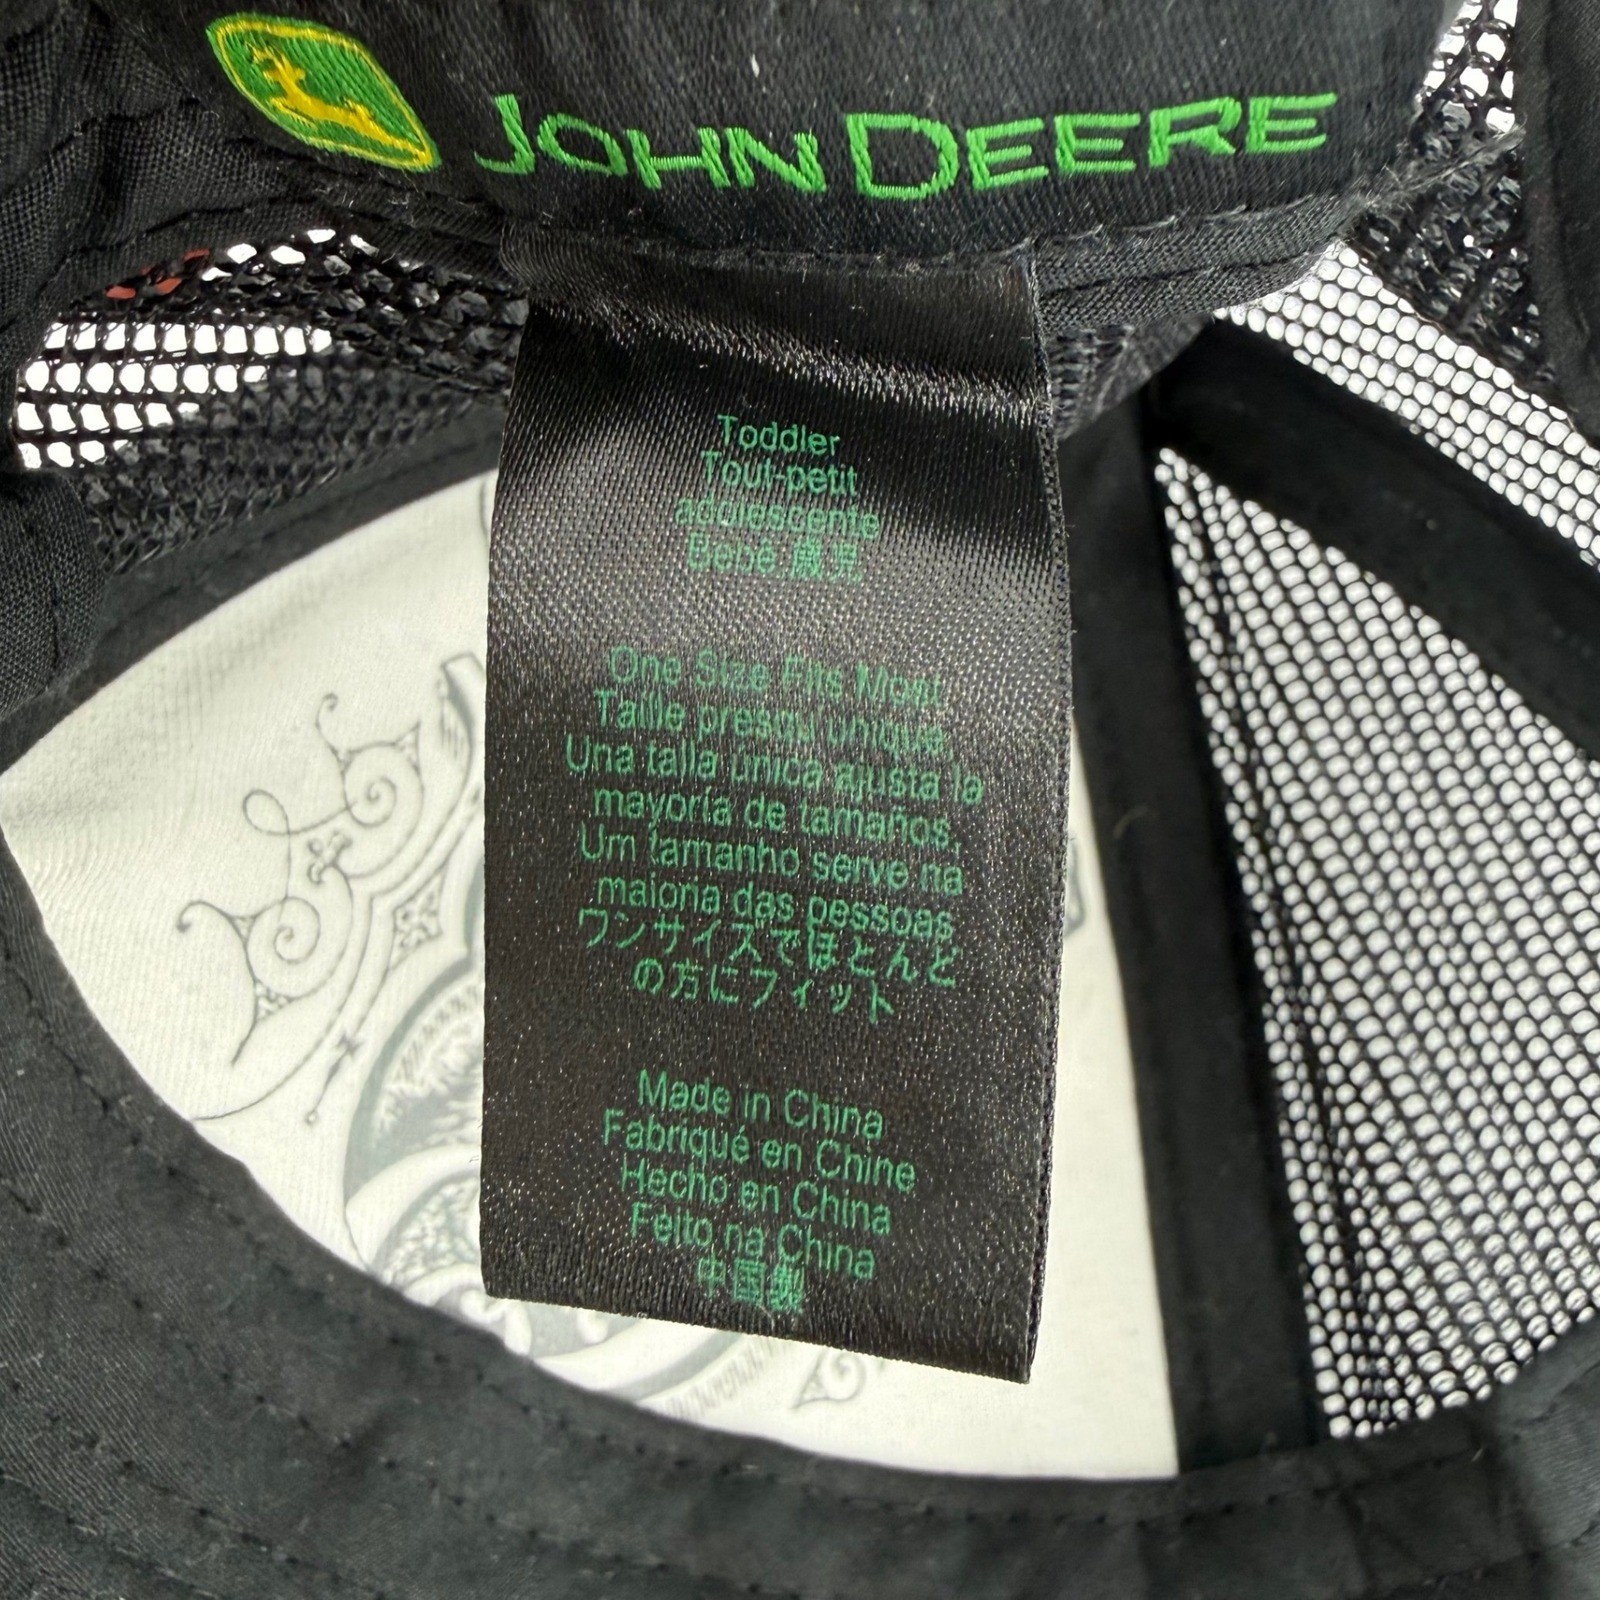 JOHN DEERE
Toddler
Tout-petit
adolescente
Bebê 歳児
One Size Fits Most
Taille presqu unique
Una talla única ajusta la
mayoría de tamaños.
Um tamanho serve na
maioria das pessoas
ワンサイズでほとんど
の方にフィット
Made in China
Fabriqué en Chine
Hecho en China
Feito na China
中国製